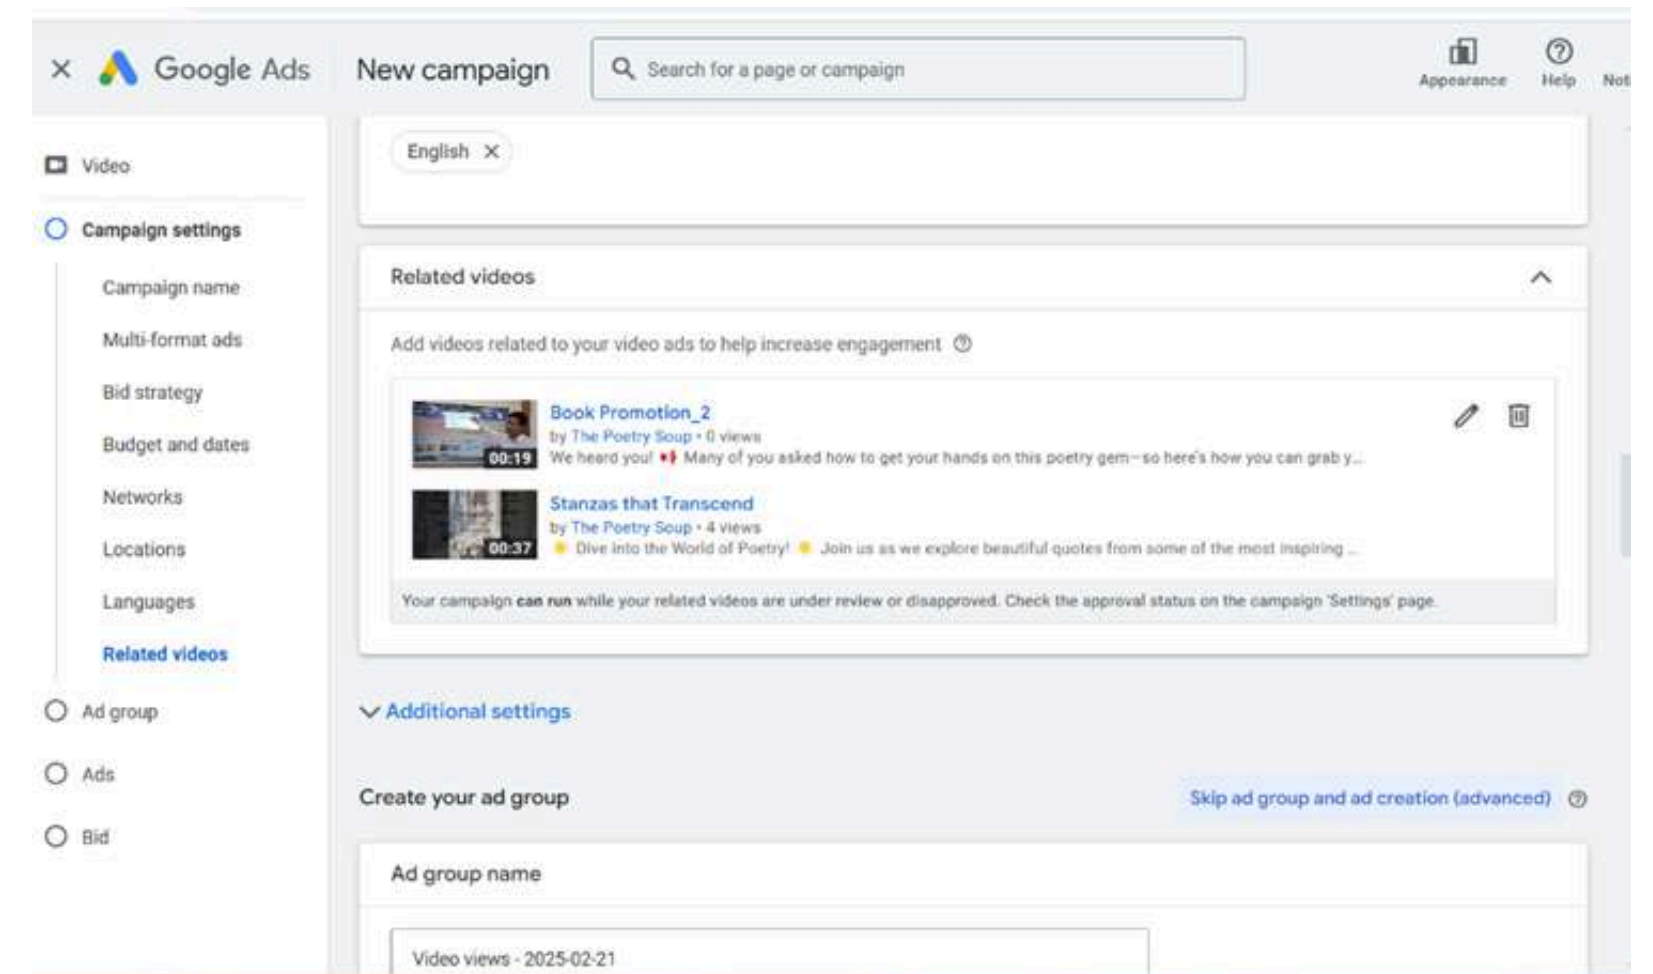 Google Ads
New campaign
Search for a page or campaign
Appearance
Help
Not
Video
Campaign settings
Campaign name
Multi-format ads
Bid strategy
Budget and dates
Networks
Locations
Languages
Related videos
Ad group
Ads
Bid
English
Related videos
Add videos related to your video ads to help increase engagement
00:19
Book Promotion_2
by The Poetry Soup • 0 views
We heard you! Many of you asked how to get your hands on this poetry gem—so here's how you can grab y...
00:37
Stanzas that Transcend
by The Poetry Soup • 4 views
Dive into the World of Poetry! Join us as we explore beautiful quotes from some of the most inspiring ...
Your campaign can run while your related videos are under review or disapproved. Check the approval status on the campaign 'Settings' page.
Additional settings
Create your ad group
Skip ad group and ad creation (advanced)
Ad group name
Video views - 2025-02-21